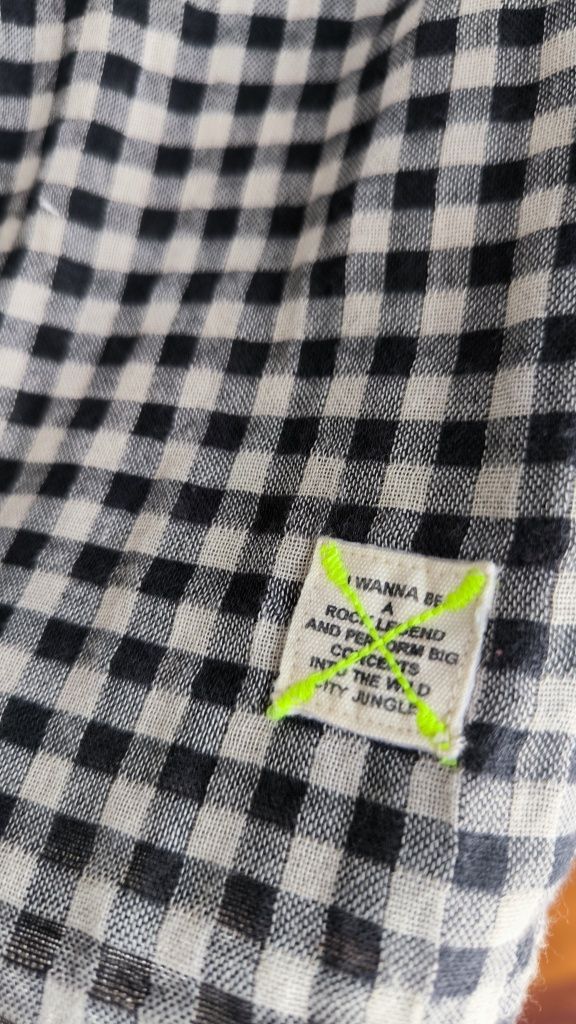 I WANNA BE
A
ROCK LEGEND
AND PERFORM BIG
CONCERTS
INTO THE WILD
CITY JUNGLE